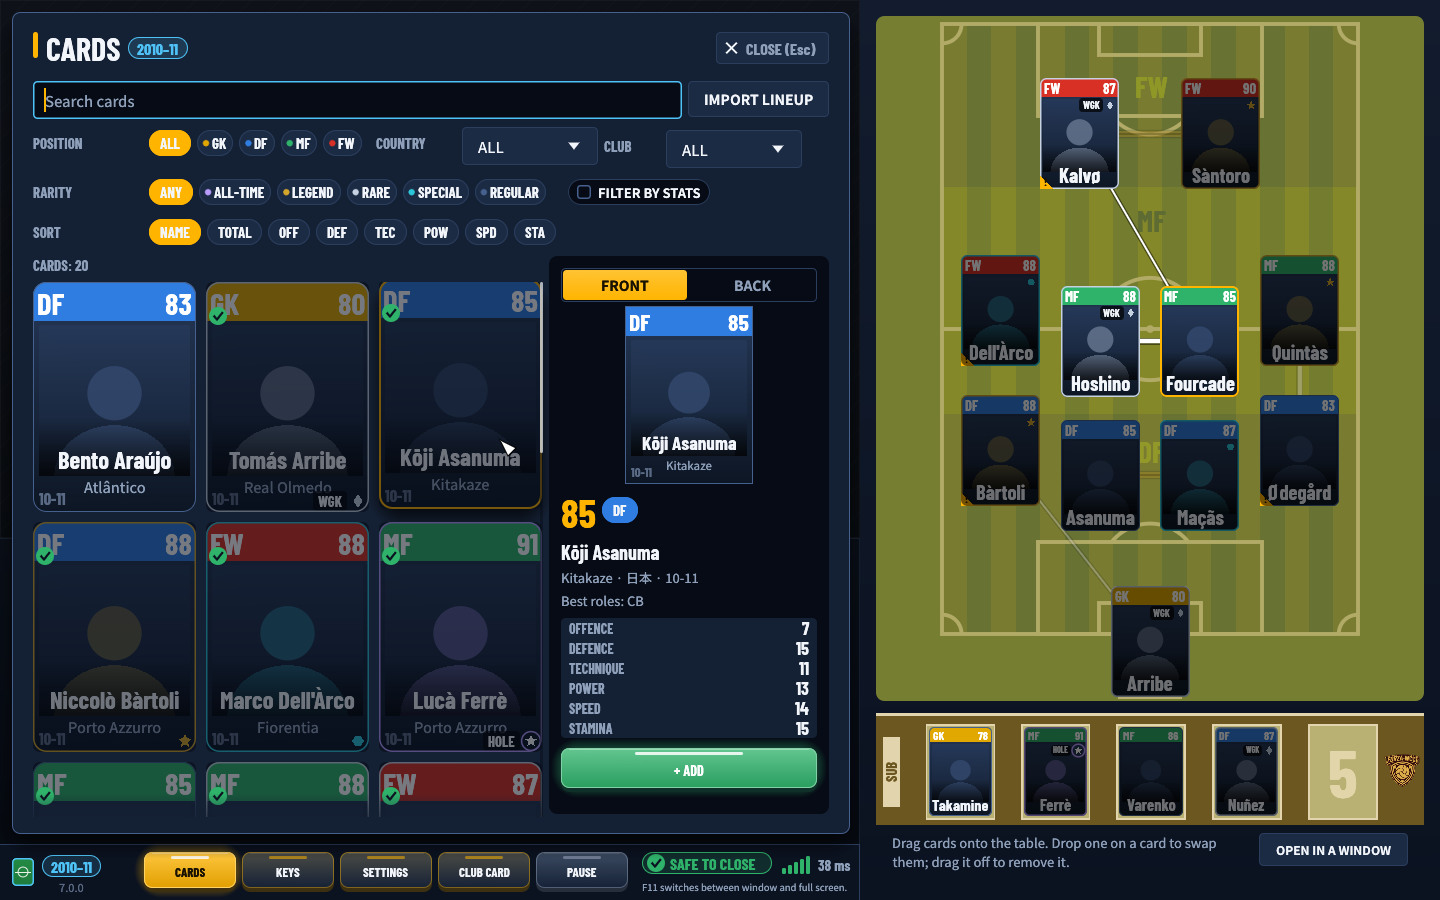 CARDS 2010–11
CLOSE (Esc)
Search cards
IMPORT LINEUP
POSITION ALL GK DF MF FW COUNTRY ALL CLUB ALL
RARITY ANY ALL-TIME LEGEND RARE SPECIAL REGULAR FILTER BY STATS
SORT NAME TOTAL OFF DEF TEC POW SPD STA
CARDS: 20
DF 83
Bento Araújo
Atlântico
10-11
GK 80
Tomás Arribe
Real Olmedo
10-11 WGK
DF 85
Kōji Asanuma
Kitakaze
10-11
DF 88
Niccolò Bàrtoli
Porto Azzurro
10-11
FW 88
Marco Dell'Àrco
Fiorentia
10-11
MF 91
Lucà Ferrè
Porto Azzurro
10-11 HOLE
MF 85
MF 88
FW 87
FRONT BACK
DF 85
Kōji Asanuma
10-11 Kitakaze
85 DF
Kōji Asanuma
Kitakaze · 日本 · 10-11
Best roles: CB
OFFENCE 7
DEFENCE 15
TECHNIQUE 11
POWER 13
SPEED 14
STAMINA 15
+ ADD
2010–11
7.0.0
CARDS
KEYS
SETTINGS
CLUB CARD
PAUSE
SAFE TO CLOSE
38 ms
F11 switches between window and full screen.
FW
MF
DF
FW 87
WGK
Kalvø
FW 90
Sàntoro
FW 88
Dell'Àrco
MF 88
WGK
Hoshino
MF 85
Fourcade
MF 88
Quintàs
DF 88
Bàrtoli
DF 85
Asanuma
DF 87
Maçãs
DF 83
Ødegård
GK 80
WGK
Arribe
SUB
GK 78
Takamine
MF 91
HOLE
Ferrè
MF 86
Varenko
DF 87
WGK
Nuñez
5
Drag cards onto the table. Drop one on a card to swap
them; drag it off to remove it.
OPEN IN A WINDOW